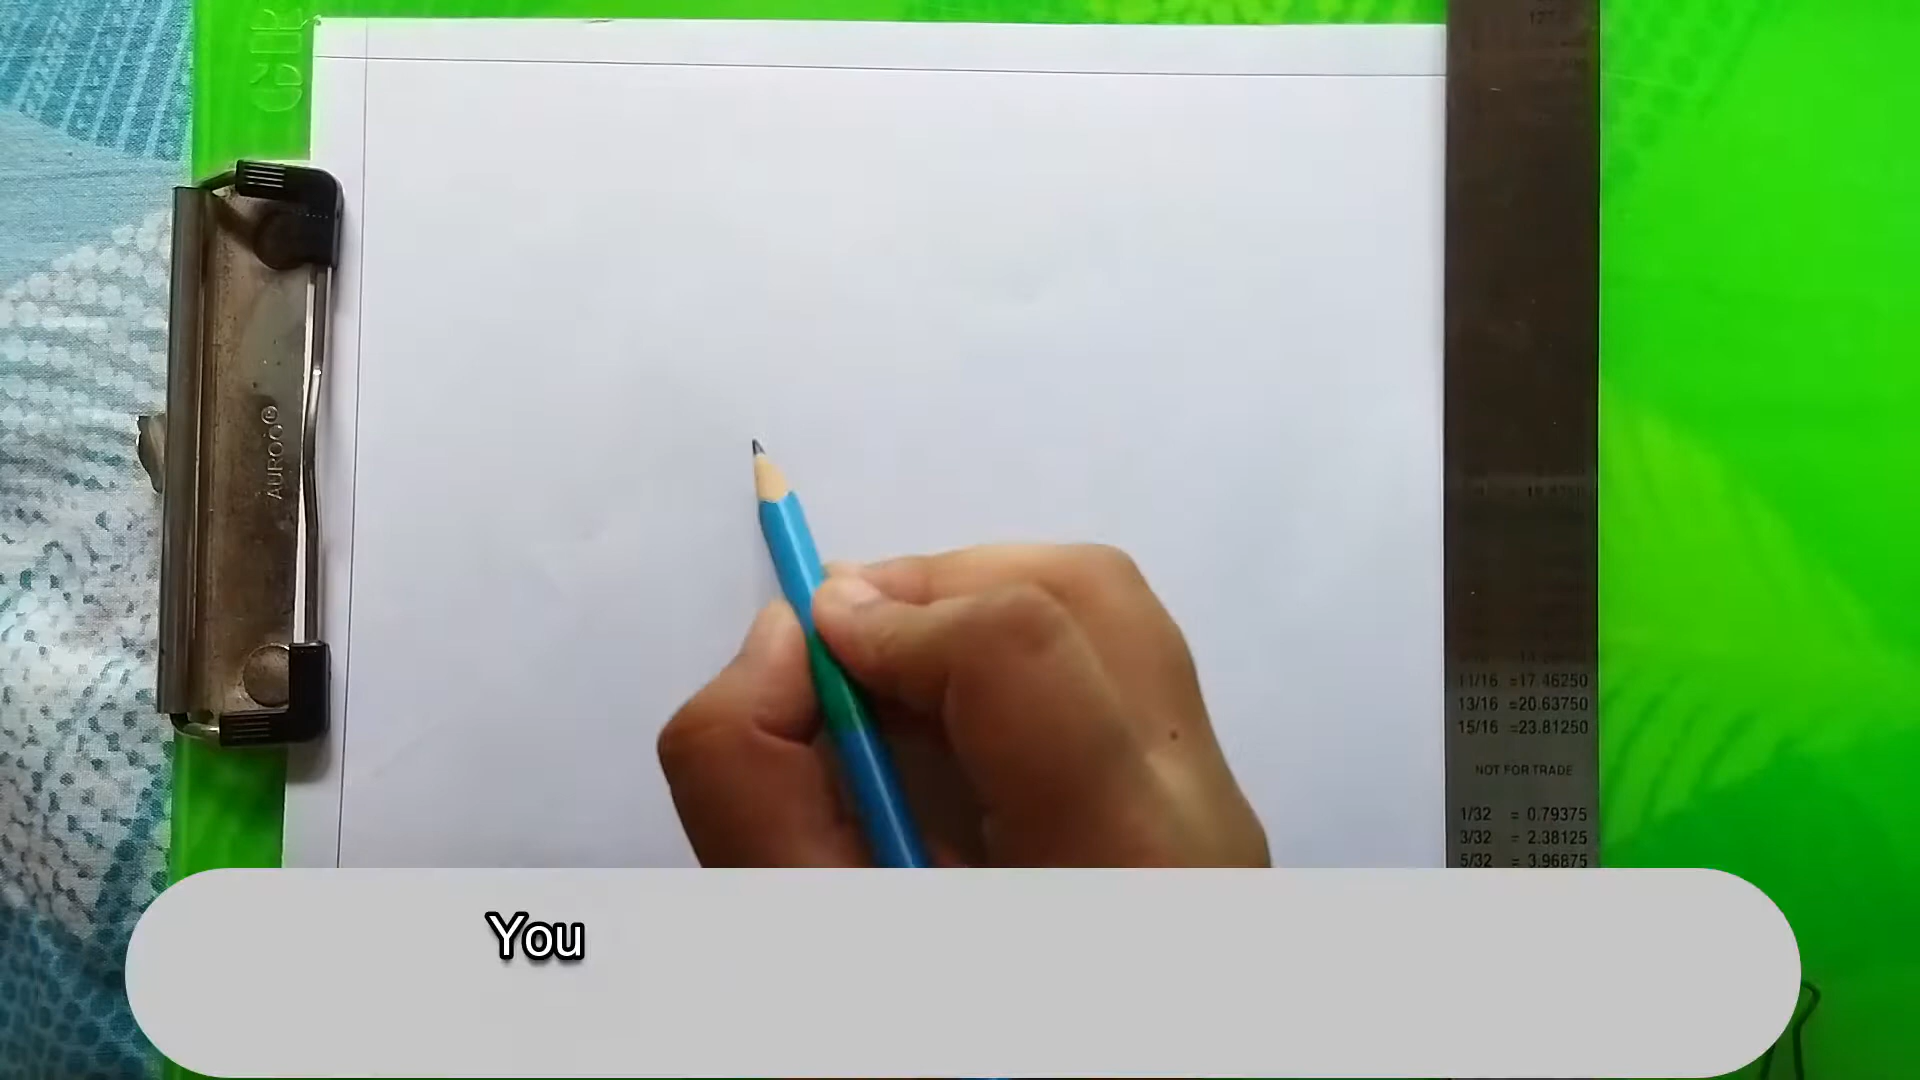 AUROC
11/16 =17.46250
13/16 =20.63750
15/16 =23.81250
NOT FOR TRADE
1/32 = 0.79375
3/32 = 2.38125
5/32 = 3.96875
You